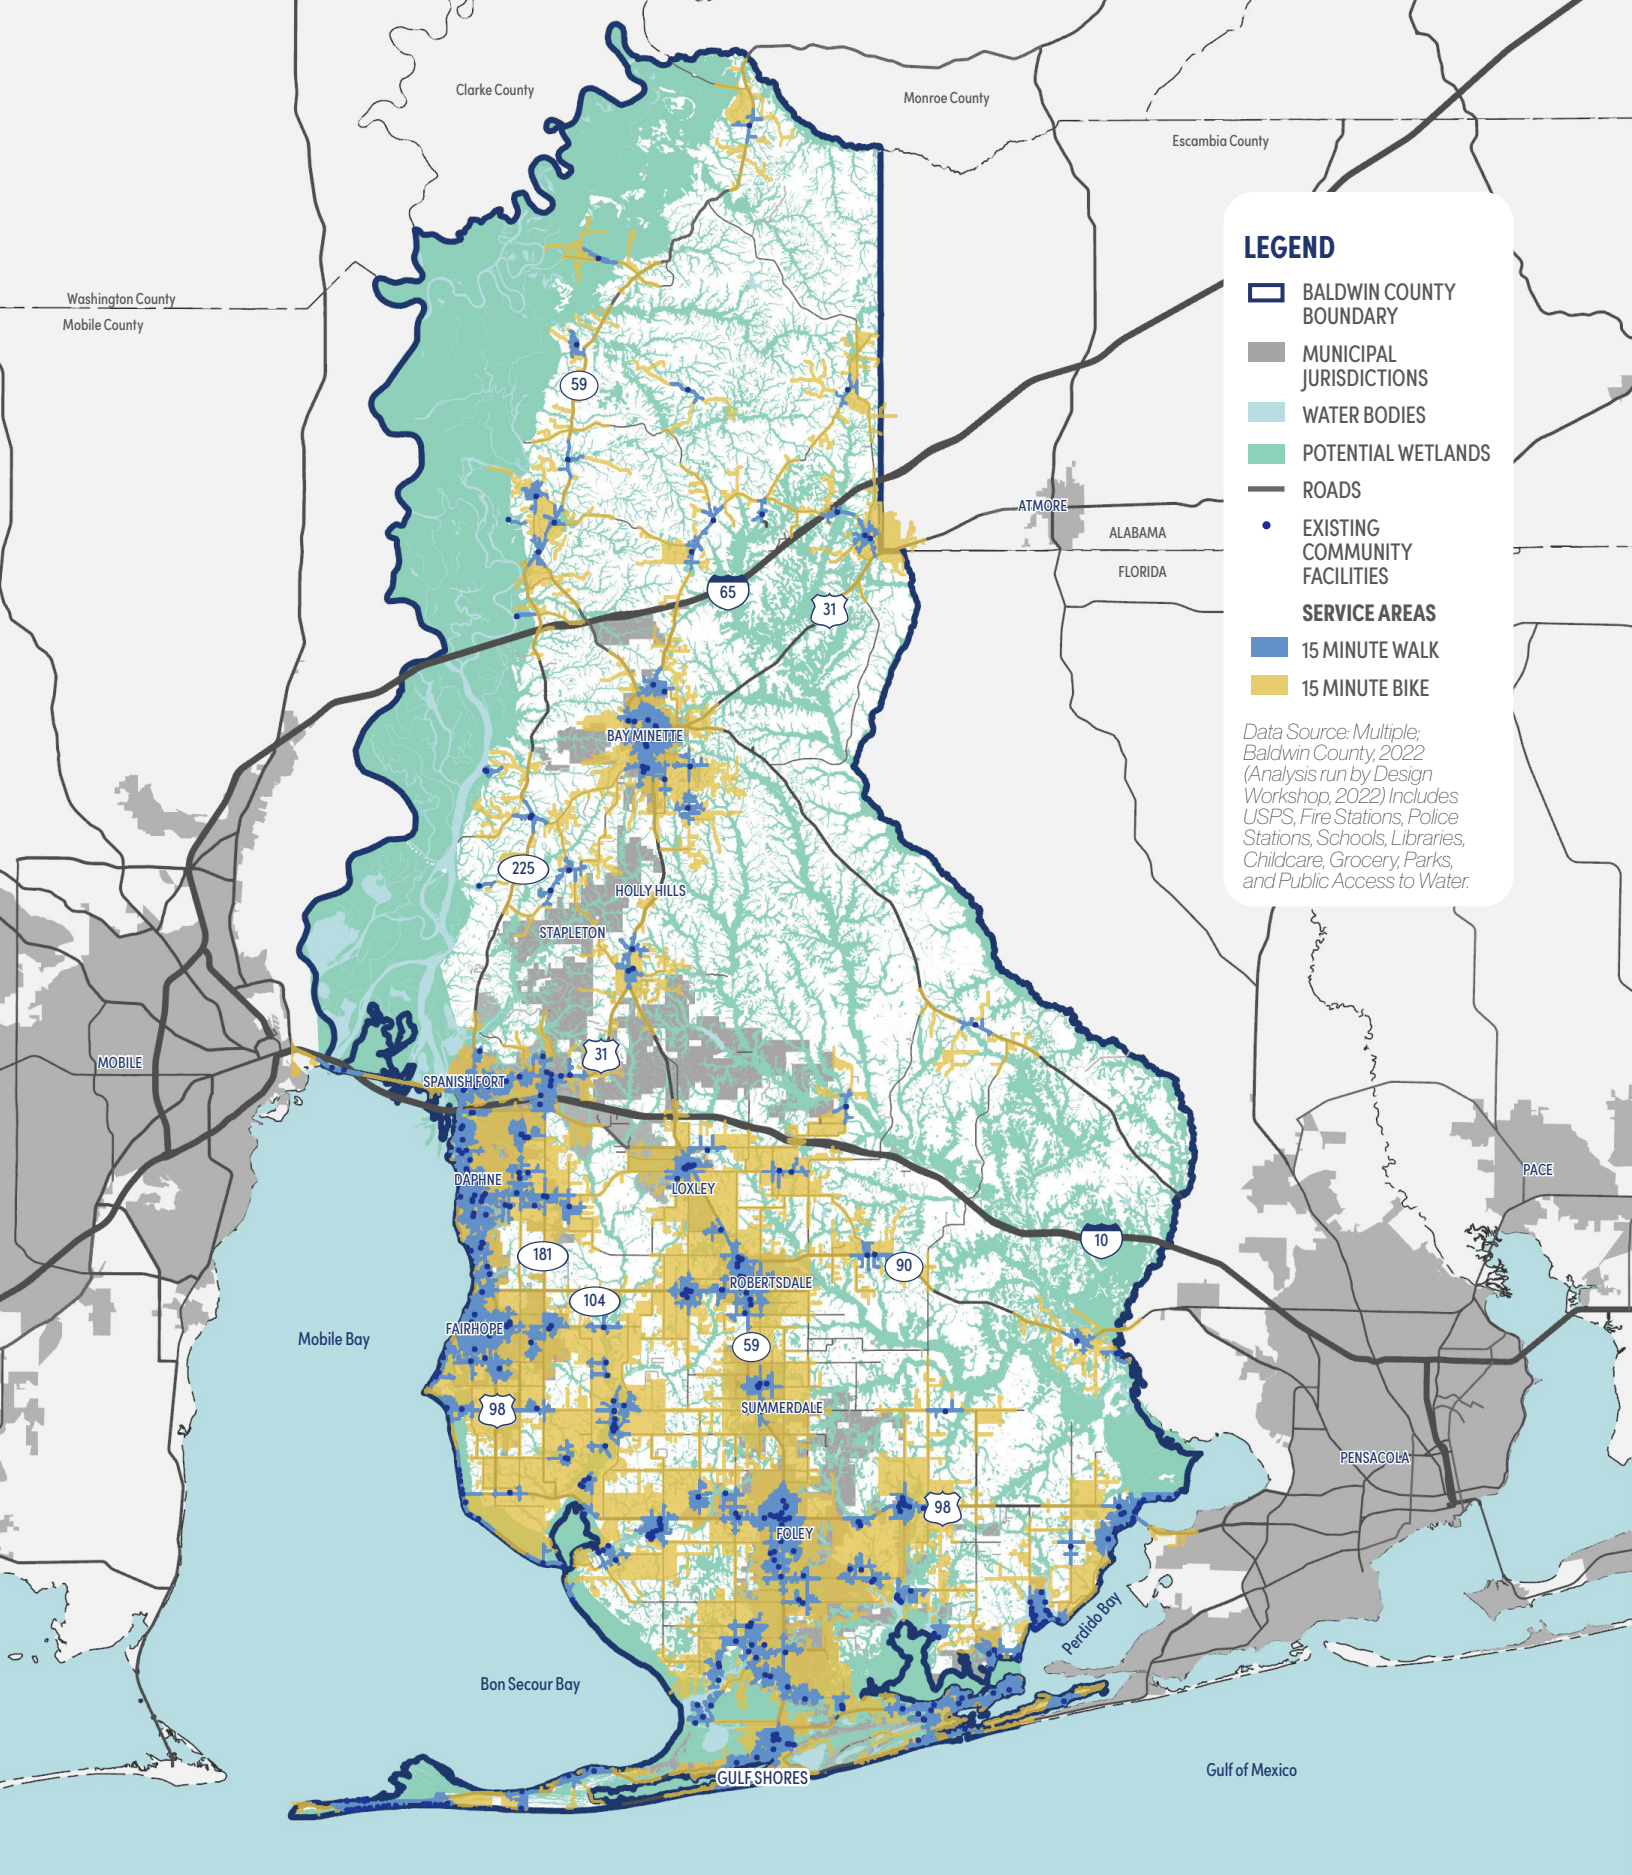 Clarke County
Monroe County
Escambia County
Washington County
Mobile County
LEGEND
BALDWIN COUNTY
BOUNDARY
MUNICIPAL
JURISDICTIONS
WATER BODIES
POTENTIAL WETLANDS
ROADS
EXISTING
COMMUNITY
FACILITIES
SERVICE AREAS
15 MINUTE WALK
15 MINUTE BIKE
Data Source: Multiple;
Baldwin County, 2022
(Analysis run by Design
Workshop, 2022) Includes
USPS, Fire Stations, Police
Stations, Schools, Libraries,
Childcare, Grocery, Parks,
and Public Access to Water.
59
ATMORE
ALABAMA
FLORIDA
65
31
BAY MINETTE
225
HOLLY HILLS
STAPLETON
31
MOBILE
SPANISH FORT
DAPHNE
LOXLEY
PACE
10
181
90
ROBERTSDALE
104
FAIRHOPE
Mobile Bay
59
98
SUMMERDALE
PENSACOLA
98
FOLEY
Perdido Bay
Bon Secour Bay
GULF SHORES
Gulf of Mexico